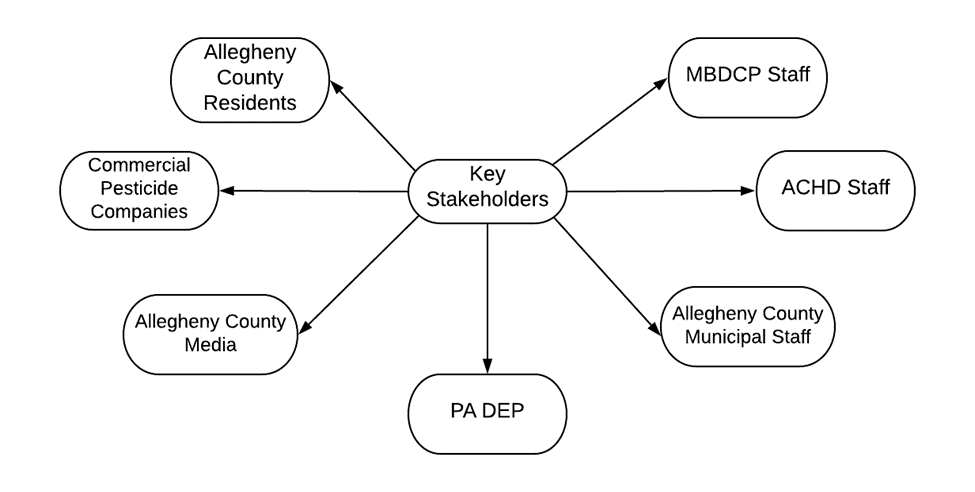 Allegheny
County
Residents
MBDCP Staff
Commercial
Pesticide
Companies
Key
Stakeholders
ACHD Staff
Allegheny County
Media
Allegheny County
Municipal Staff
PA DEP